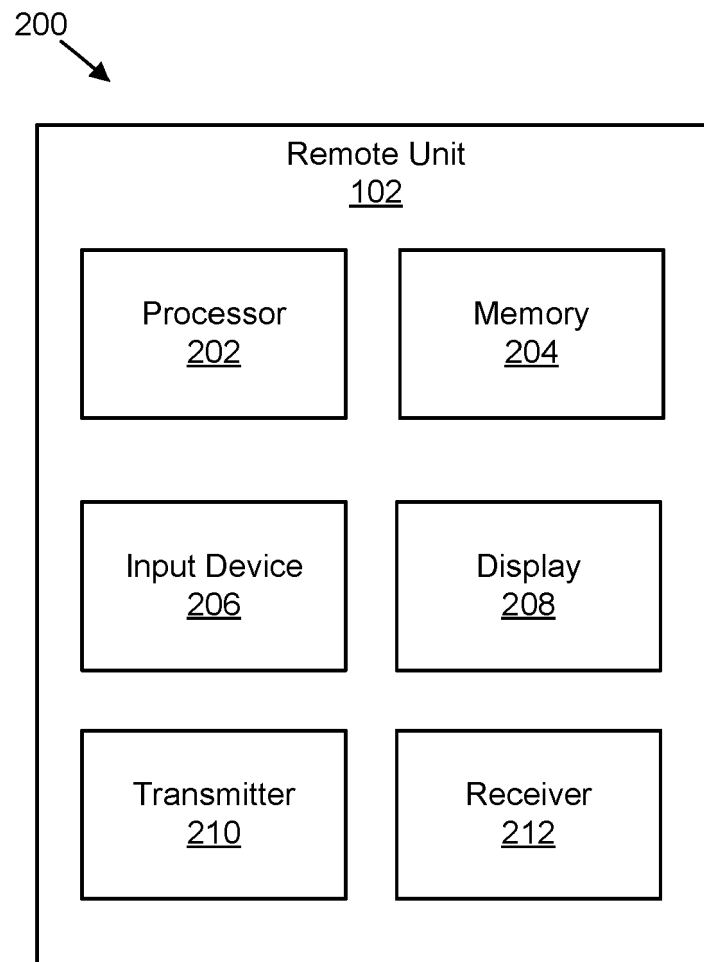 200
Remote Unit
102
Processor
202
Memory
204
Input Device
206
Display
208
Transmitter
210
Receiver
212